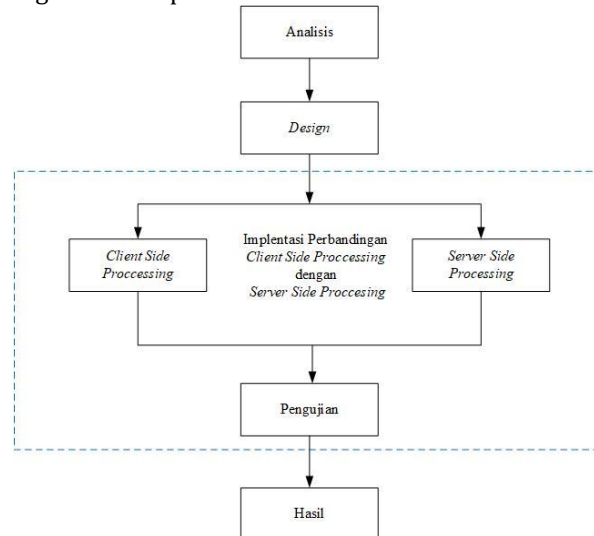 Analisis
Design
Client Side
Proccessing
Implentasi Perbandingan
Client Side Proccessing
dengan
Server Side Proccesing
Server Side
Processing
Pengujian
Hasil